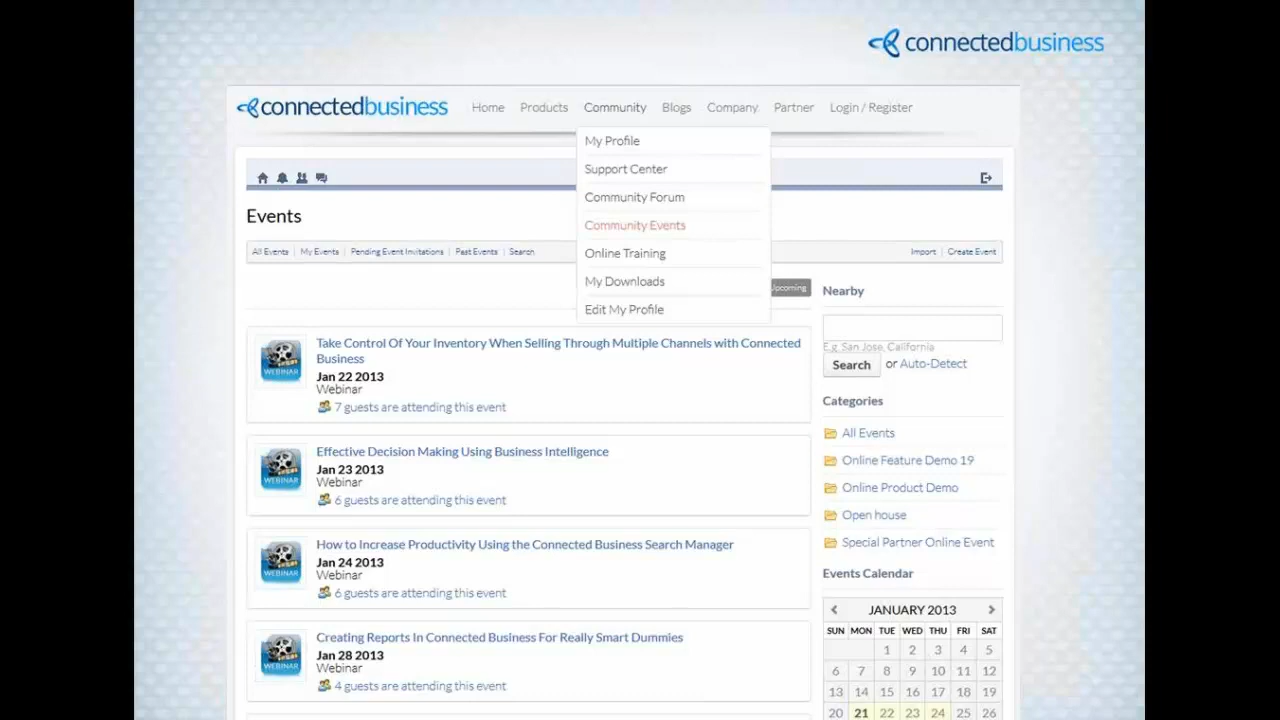 connectedbusiness
connectedbusiness
Home Products Community Blogs Company Partner Login / Register
My Profile
Support Center
Community Forum
Community Events
Online Training
My Downloads
Edit My Profile
Events
All Events | My Events | Pending Event Invitations | Past Events | Search
Import | Create Event
Upcoming
Take Control Of Your Inventory When Selling Through Multiple Channels with Connected
Business
Jan 22 2013
Webinar
7 guests are attending this event
WEBINAR
Effective Decision Making Using Business Intelligence
Jan 23 2013
Webinar
6 guests are attending this event
WEBINAR
How to Increase Productivity Using the Connected Business Search Manager
Jan 24 2013
Webinar
6 guests are attending this event
WEBINAR
Creating Reports In Connected Business For Really Smart Dummies
Jan 28 2013
Webinar
4 guests are attending this event
WEBINAR
Nearby
E.g. San Jose, California
Search or Auto-Detect
Categories
All Events
Online Feature Demo 19
Online Product Demo
Open house
Special Partner Online Event
Events Calendar
JANUARY 2013
SUN MON TUE WED THU FRI SAT
1 2 3 4 5
6 7 8 9 10 11 12
13 14 15 16 17 18 19
20 21 22 23 24 25 26